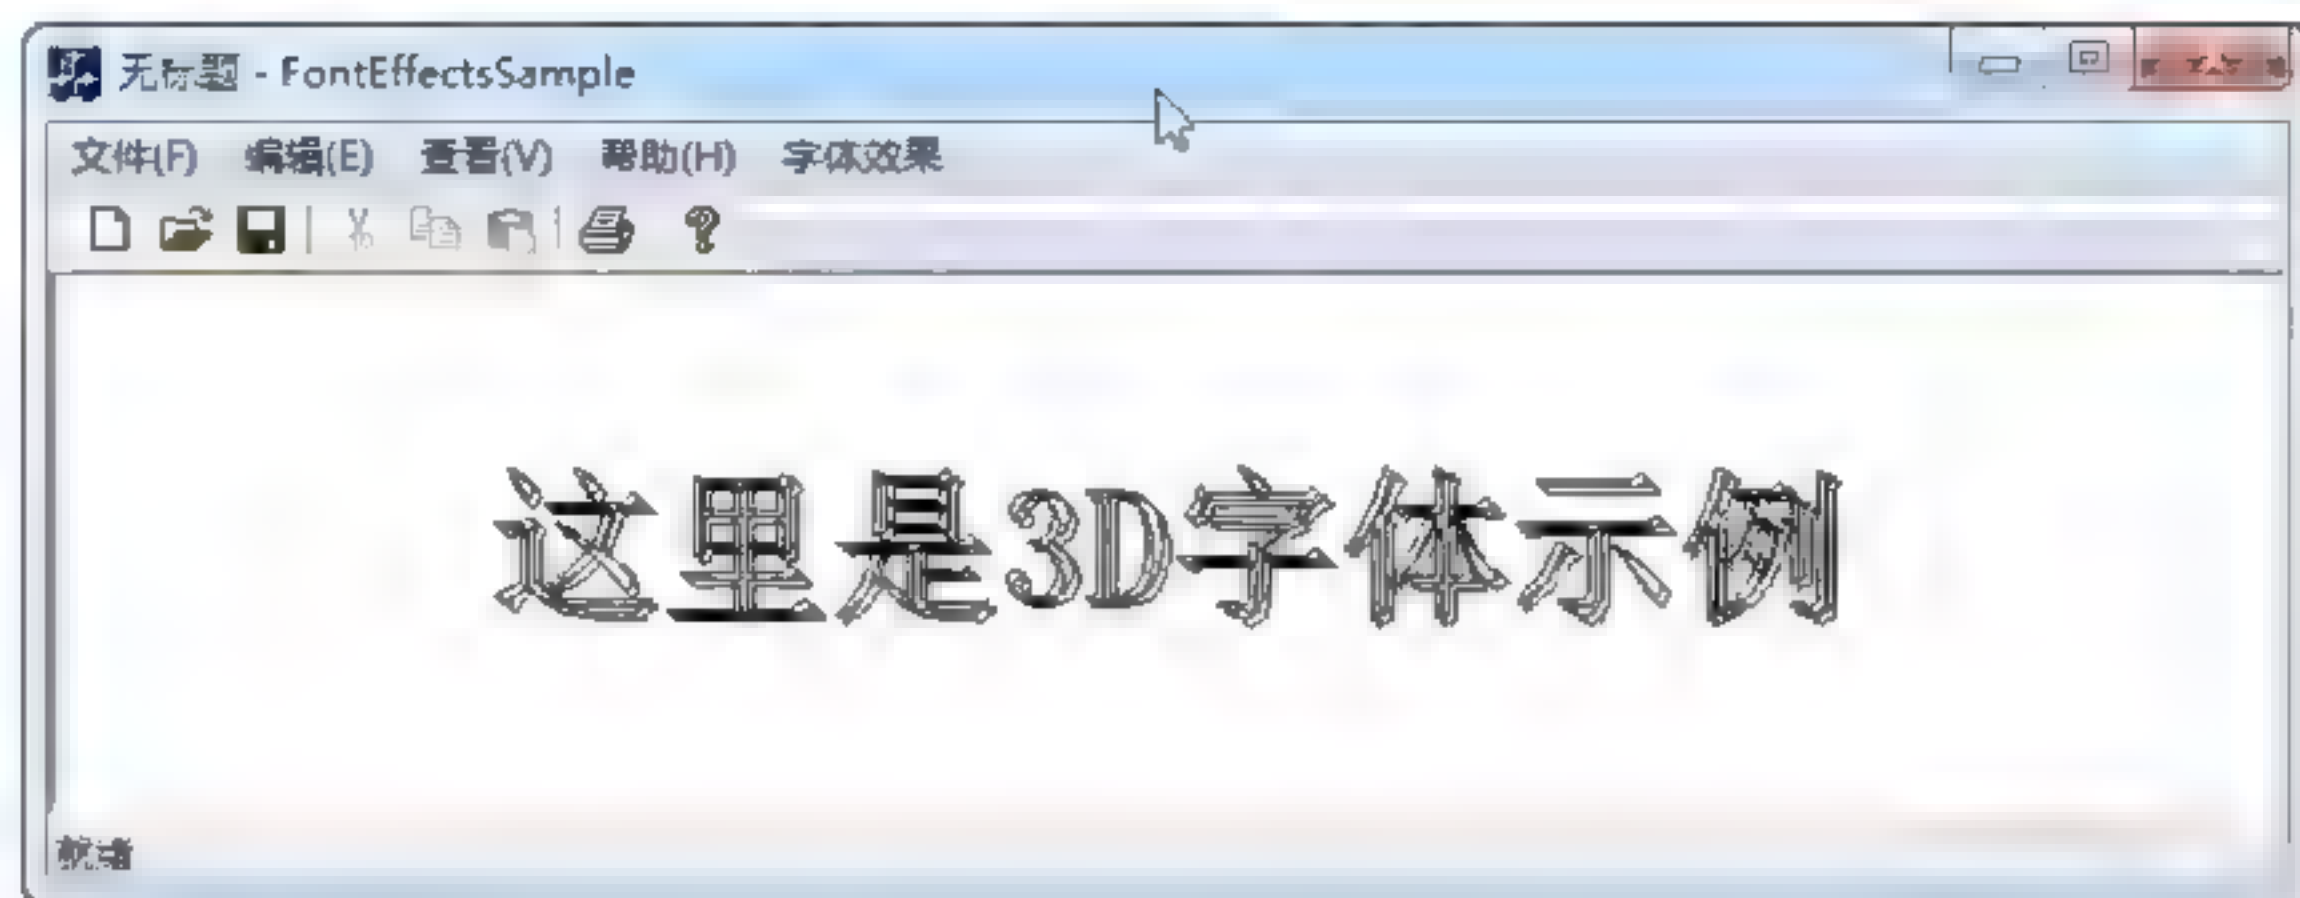 无标题 - FontEffectsSample
文件(F) 编辑(E) 查看(V) 帮助(H) 字体效果
这里是3D字体示例
就绪